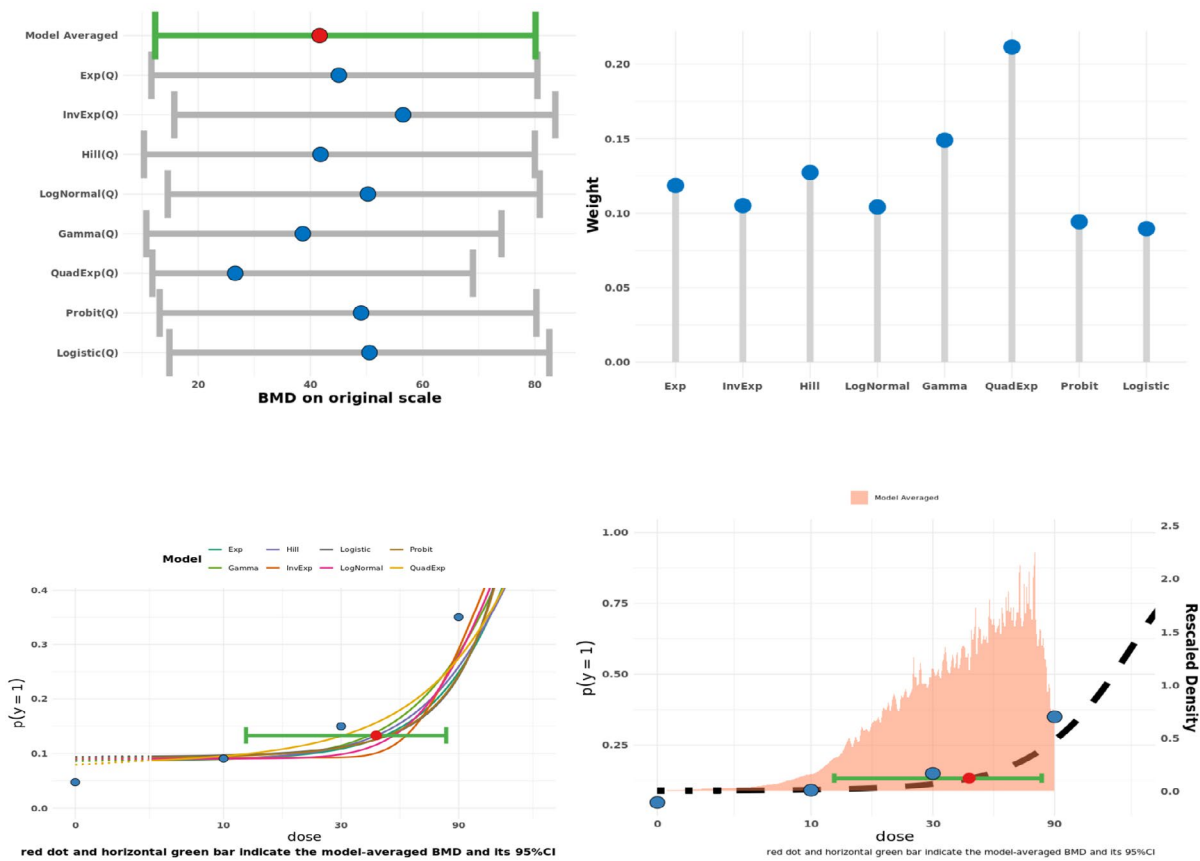 Model Averaged
Exp(Q)
InvExp(Q)
Hill(Q)
LogNormal(Q)
Gamma(Q)
QuadExp(Q)
Probit(Q)
Logistic(Q)
20 40 60 80
BMD on original scale
Weight
0.20
0.15
0.10
0.05
0.00
Exp InvExp Hill LogNormal Gamma QuadExp Probit Logistic
Model
Exp Hill Logistic Probit
Gamma InvExp LogNormal QuadExp
p(y = 1)
0.4
0.3
0.2
0.1
0.0
0 10 30 90
dose
red dot and horizontal green bar indicate the model-averaged BMD and its 95%CI
Model Averaged
p(y = 1)
1.00
0.75
0.50
0.25
2.5
2.0
1.5
1.0
0.5
0.0
Rescaled Density
0 10 30 90
dose
red dot and horizontal green bar indicate the model-averaged BMD and its 95%CI